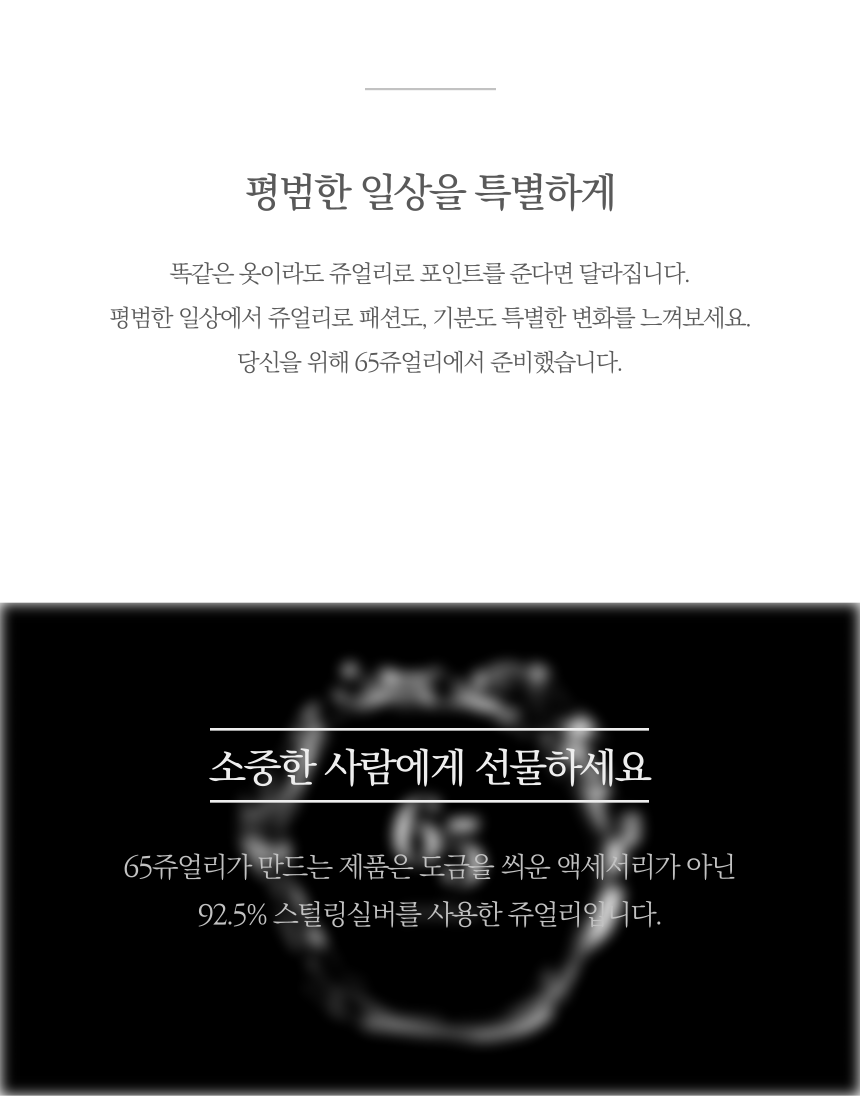 평범한 일상을 특별하게
똑같은 옷이라도 쥬얼리로 포인트를 준다면 달라집니다.
평범한 일상에서 쥬얼리로 패션도, 기분도 특별한 변화를 느껴보세요.
당신을 위해 65쥬얼리에서 준비했습니다.
소중한 사람에게 선물하세요
65
65쥬얼리가 만드는 제품은 도금을 씌운 액세서리가 아닌
92.5% 스털링실버를 사용한 쥬얼리입니다.